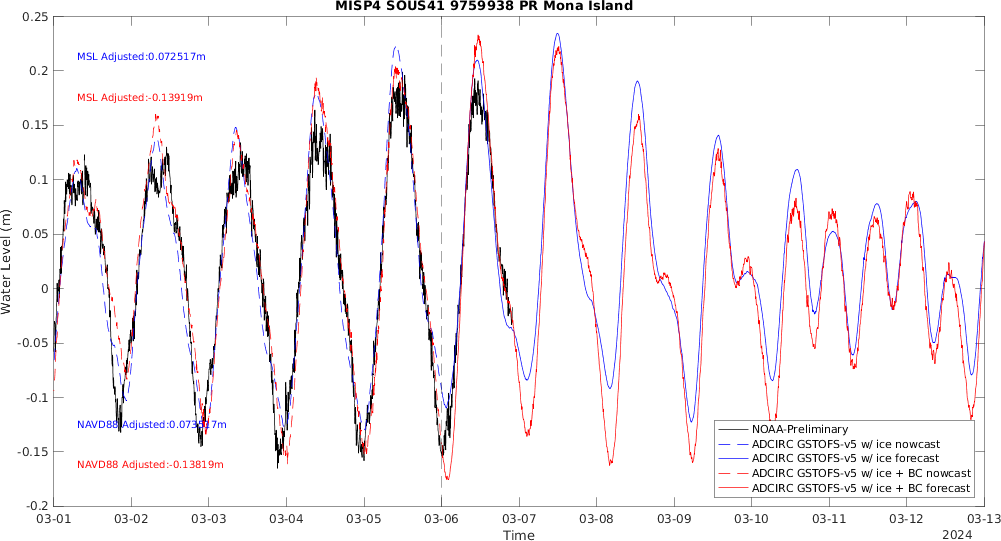 MISP4 SOUS41 9759938 PR Mona Island
0.25
0.2
0.15
0.1
0.05
0
-0.05
-0.1
-0.15
-0.2
Water Level (m)
MSL Adjusted:0.072517m
MSL Adjusted:-0.13919m
NAVD88 Adjusted:0.073517m
NAVD88 Adjusted:-0.13819m
NOAA-Preliminary
ADCIRC GSTOFS-v5 w/ ice nowcast
ADCIRC GSTOFS-v5 w/ ice forecast
ADCIRC GSTOFS-v5 w/ ice + BC nowcast
ADCIRC GSTOFS-v5 w/ ice + BC forecast
03-01 03-02 03-03 03-04 03-05 03-06 03-07 03-08 03-09 03-10 03-11 03-12 03-13
Time
2024